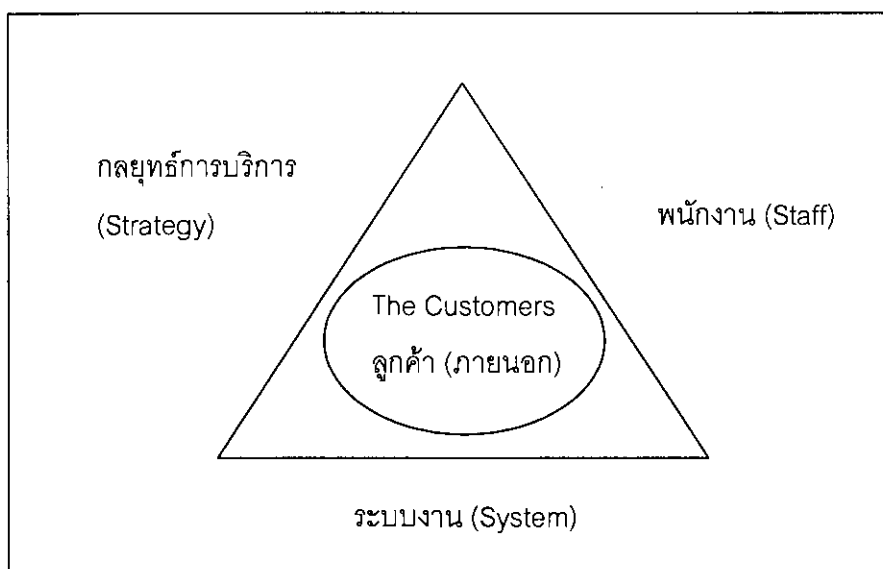 กลยุทธ์การบริการ
(Strategy)
พนักงาน (Staff)
The Customers
ลูกค้า (ภายนอก)
ระบบงาน (System)